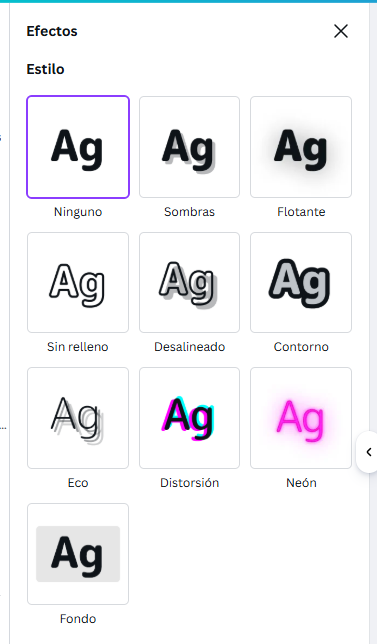 Efectos
Estilo
Ag Ag Ag
Ninguno Sombras Flotante
Ag Ag Ag
Sin relleno Desalineado Contorno
Ag Ag Ag
Eco Distorsión Neón
Ag
Fondo